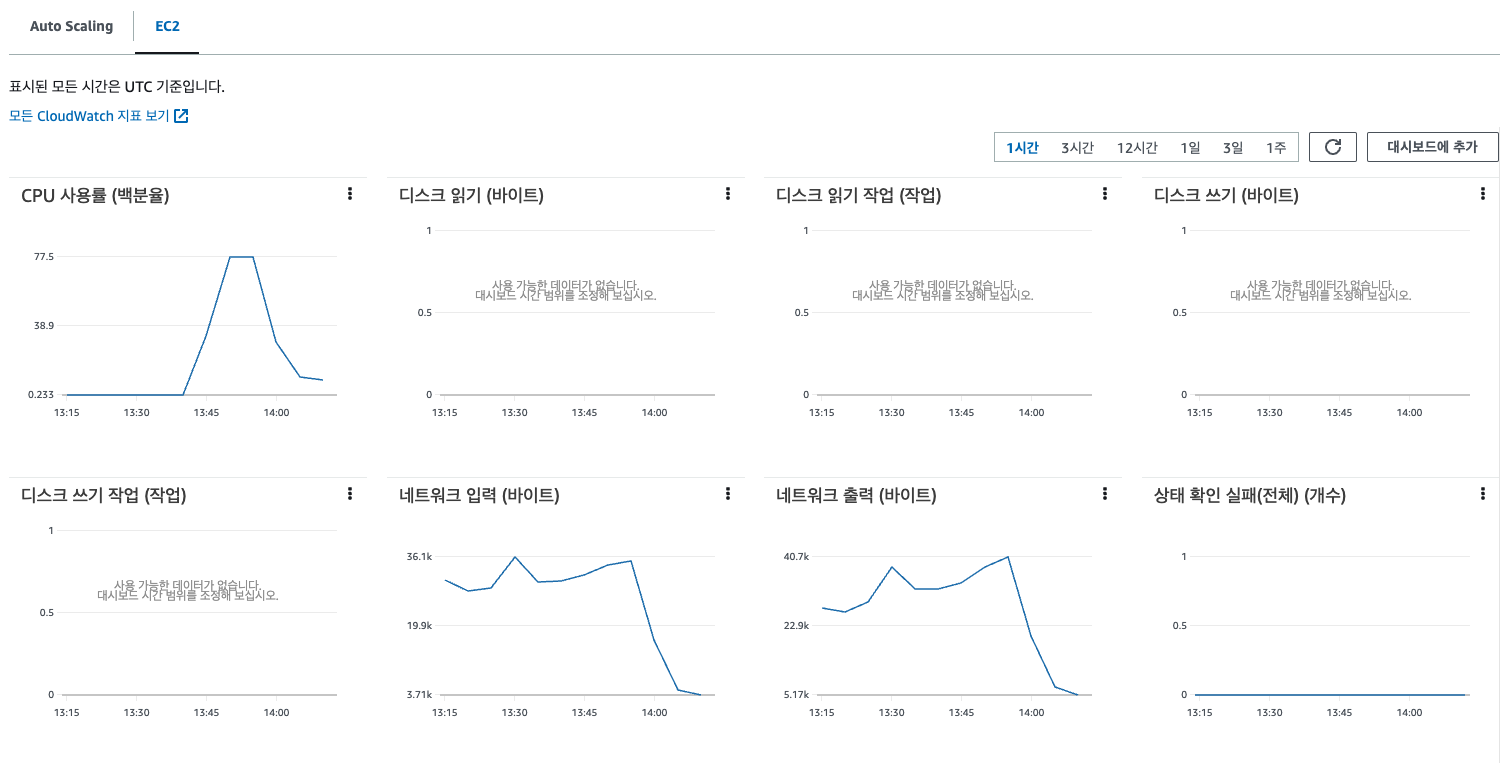 Auto Scaling
EC2
표시된 모든 시간은 UTC 기준입니다.
모든 CloudWatch 지표 보기
1시간 3시간 12시간 1일 3일 1주
대시보드에 추가
CPU 사용률 (백분율)
77.5
38.9
0.233
13:15 13:30 13:45 14:00
디스크 읽기 (바이트)
1
사용 가능한 데이터가 없습니다.
대시보드 시간 범위를 조정해 보십시오.
0.5
0
13:15 13:30 13:45 14:00
디스크 읽기 작업 (작업)
1
사용 가능한 데이터가 없습니다.
대시보드 시간 범위를 조정해 보십시오.
0.5
0
13:15 13:30 13:45 14:00
디스크 쓰기 (바이트)
1
사용 가능한 데이터가 없습니다.
대시보드 시간 범위를 조정해 보십시오.
0.5
0
13:15 13:30 13:45 14:00
디스크 쓰기 작업 (작업)
1
사용 가능한 데이터가 없습니다.
대시보드 시간 범위를 조정해 보십시오.
0.5
0
13:15 13:30 13:45 14:00
네트워크 입력 (바이트)
36.1k
19.9k
3.71k
13:15 13:30 13:45 14:00
네트워크 출력 (바이트)
40.7k
22.9k
5.17k
13:15 13:30 13:45 14:00
상태 확인 실패(전체) (개수)
1
0.5
0
13:15 13:30 13:45 14:00